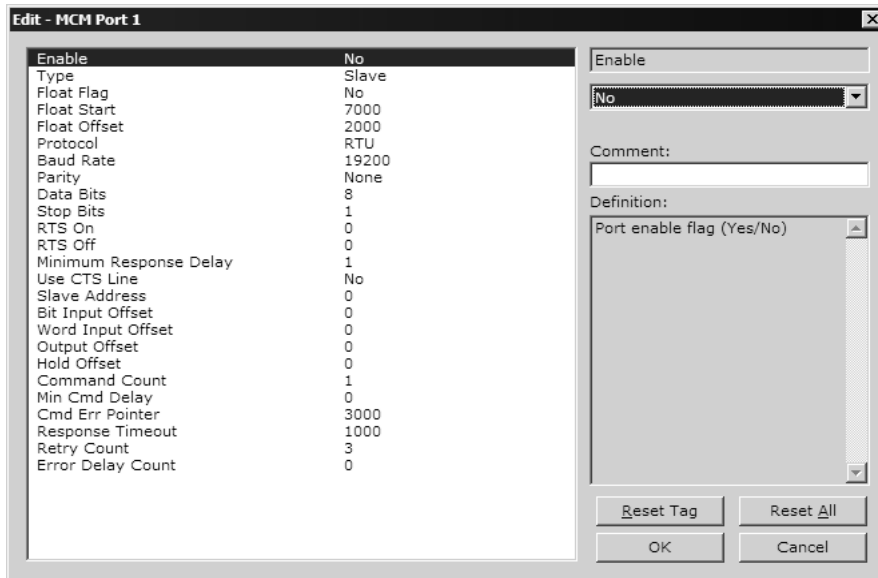 Edit - MCM Port 1
Enable No
Type Slave
Float Flag No
Float Start 7000
Float Offset 2000
Protocol RTU
Baud Rate 19200
Parity None
Data Bits 8
Stop Bits 1
RTS On 0
RTS Off 0
Minimum Response Delay 1
Use CTS Line No
Slave Address 0
Bit Input Offset 0
Word Input Offset 0
Output Offset 0
Hold Offset 0
Command Count 1
Min Cmd Delay 0
Cmd Err Pointer 3000
Response Timeout 1000
Retry Count 3
Error Delay Count 0
Enable
No
Comment:
Definition:
Port enable flag (Yes/No)
Reset Tag Reset All
OK Cancel